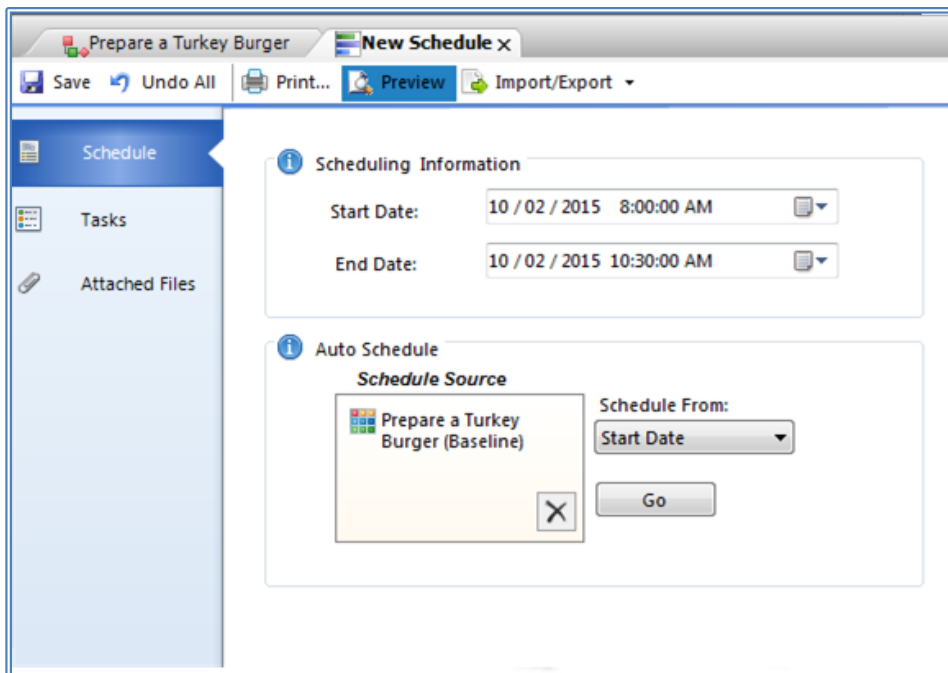 Prepare a Turkey Burger New Schedule x
Save Undo All Print... Preview Import/Export
Schedule
Tasks
Attached Files
Scheduling Information
Start Date: 10 / 02 / 2015 8:00:00 AM
End Date: 10 / 02 / 2015 10:30:00 AM
Auto Schedule
Schedule Source
Prepare a Turkey
Burger (Baseline)
Schedule From:
Start Date
Go